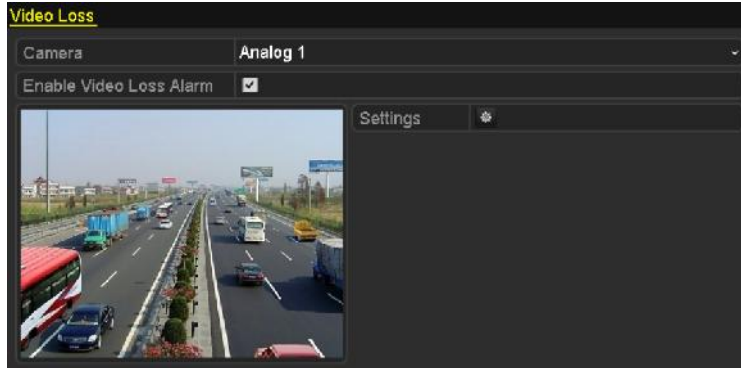 Video Loss
Camera Analog 1
Enable Video Loss Alarm
Settings